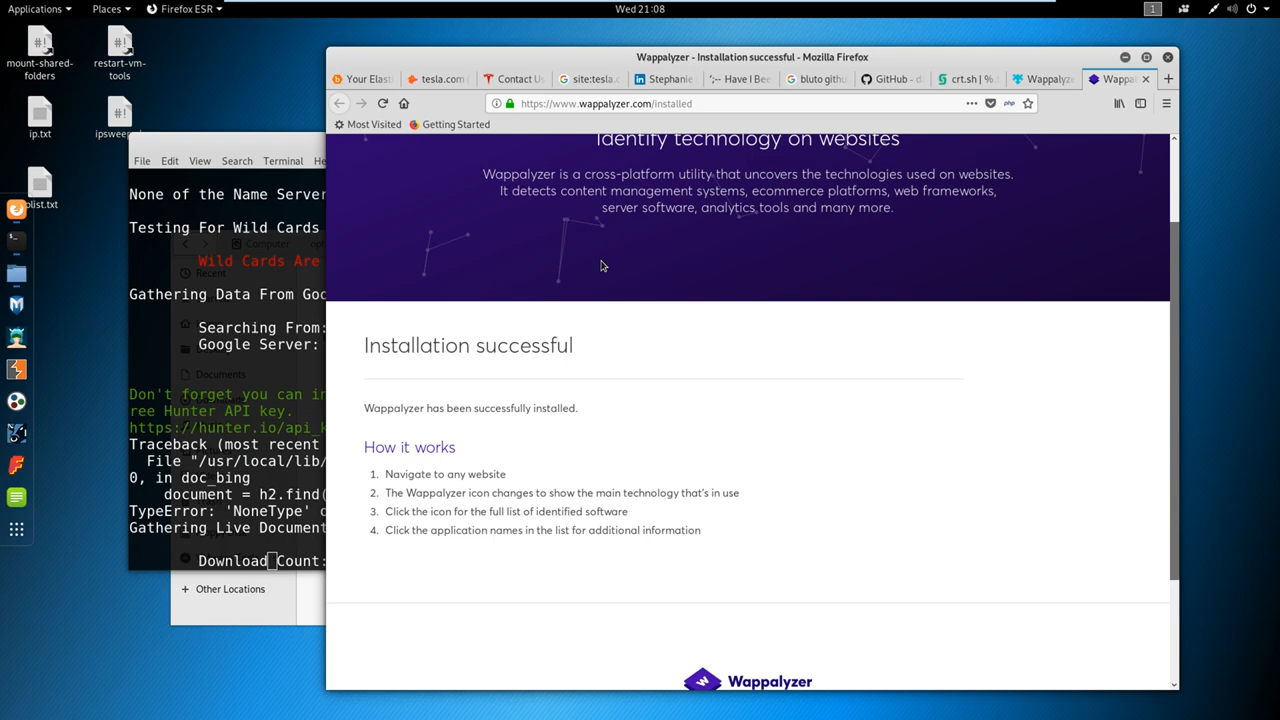 Applications
Places
Firefox ESR
Wed 21:08
1
mount-shared-
folders
restart-vm-
tools
ip.txt
Wappalyzer - Installation successful - Mozilla Firefox
Your Elast
tesla.com
Contact Us
site:tesla.c
Stephanie
Have I Bee
bluto githu
GitHub - d
crt.sh | %.t
Wappalyze
Wappal
https://www.wappalyzer.com/installed
php
Most Visited
Getting Started
File
Edit
View
Search
Terminal
He
None of the Name Server
Testing For Wild Cards
Wild Cards Are
Gathering Data From Goo
Searching From:
Google Server:
Don't forget you can in
ree Hunter API key.
https://hunter.io/api_k
Traceback (most recent
File "/usr/local/lib/
0, in doc_bing
document = h2.find(
TypeError: 'NoneType' o
Gathering Live Document
Download Count:
Computer
Recent
Documents
+ Other Locations
Identify technology on websites
Wappalyzer is a cross-platform utility that uncovers the technologies used on websites.
It detects content management systems, ecommerce platforms, web frameworks,
server software, analytics tools and many more.
Installation successful
Wappalyzer has been successfully installed.
How it works
1. Navigate to any website
2. The Wappalyzer icon changes to show the main technology that's in use
3. Click the icon for the full list of identified software
4. Click the application names in the list for additional information
Wappalyzer